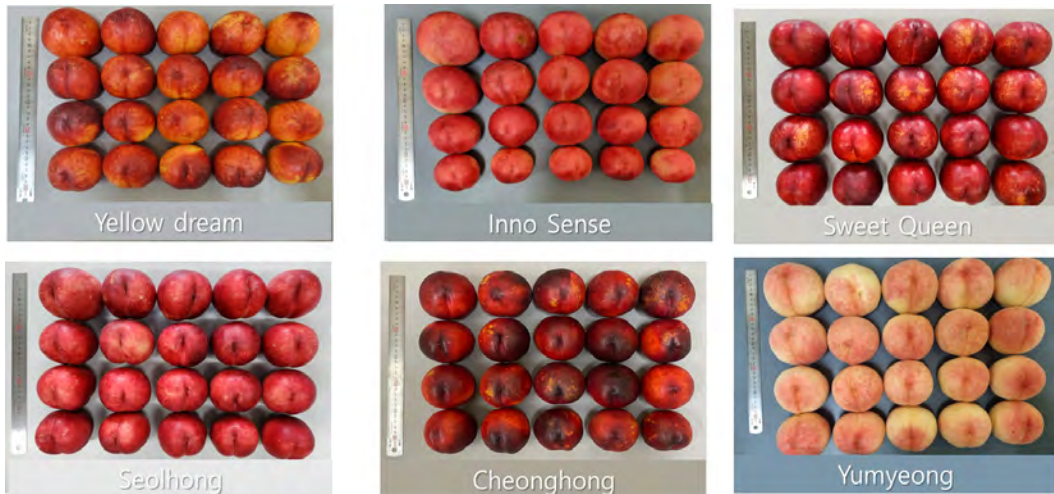 Yellow dream
Inno Sense
Sweet Queen
Seolhong
Cheonghong
Yumyeong